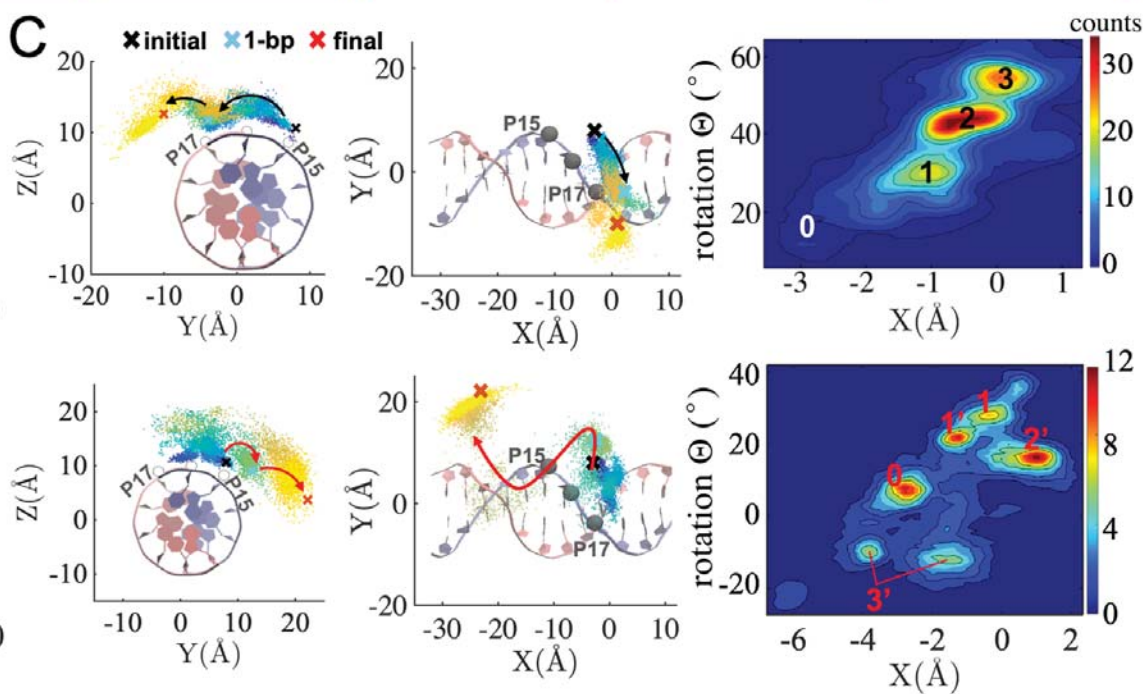 C
× initial × 1-bp × final
counts
20
10
0
-10
Z(Å)
-20 -10 0 10
Y(Å)
P17
P15
20
0
-20
Y(Å)
-30 -20 -10 0 10
X(Å)
P15
P17
60
40
20
rotation Θ (°)
-3 -2 -1 0 1
X(Å)
0
1
2
3
30
20
10
0
20
10
0
-10
Z(Å)
-10 0 10 20
Y(Å)
P17
P15
20
0
-20
Y(Å)
-30 -20 -10 0 10
X(Å)
P15
P17
40
20
0
-20
rotation Θ (°)
-6 -4 -2 0 2
X(Å)
1
1'
2'
0
3'
12
8
4
0